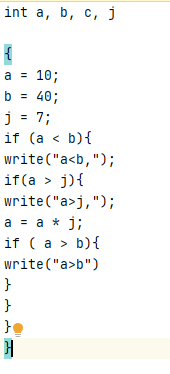 int a, b, c, j
{
a = 10;
b = 40;
j = 7;
if (a < b){
write("a<b,");
if(a > j){
write("a>j,");
a = a * j;
if ( a > b){
write("a>b")
}
}
}
}